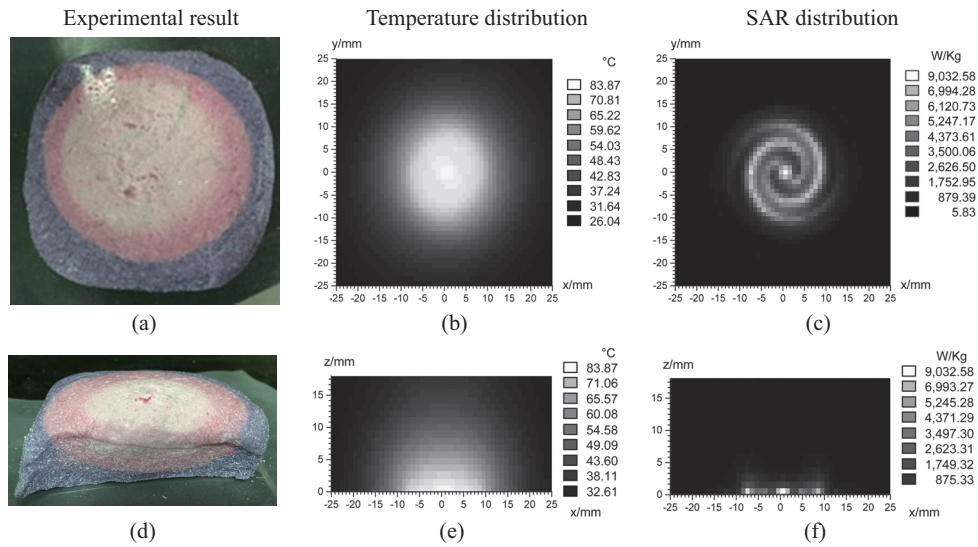 Experimental result
Temperature distribution
SAR distribution
y/mm
25
20
15
10
5
0
-5
-10
-15
-20
-25
-25 -20 -15 -10 -5 0 5 10 15 20 25
x/mm
°C
83.87
70.81
65.22
59.62
54.03
48.43
42.83
37.24
31.64
26.04
y/mm
25
20
15
10
5
0
-5
-10
-15
-20
-25
-25 -20 -15 -10 -5 0 5 10 15 20 25
x/mm
W/Kg
9,032.58
6,994.28
6,120.73
5,247.17
4,373.61
3,500.06
2,626.50
1,752.95
879.39
5.83
(a)
(b)
(c)
z/mm
15
10
5
0
-25 -20 -15 -10 -5 0 5 10 15 20 25
x/mm
°C
83.87
71.06
65.57
60.08
54.58
49.09
43.60
38.11
32.61
z/mm
15
10
5
0
-25 -20 -15 -10 -5 0 5 10 15 20 25
x/mm
W/Kg
9,032.58
6,993.27
5,245.28
4,371.29
3,497.30
2,623.31
1,749.32
875.33
(d)
(e)
(f)